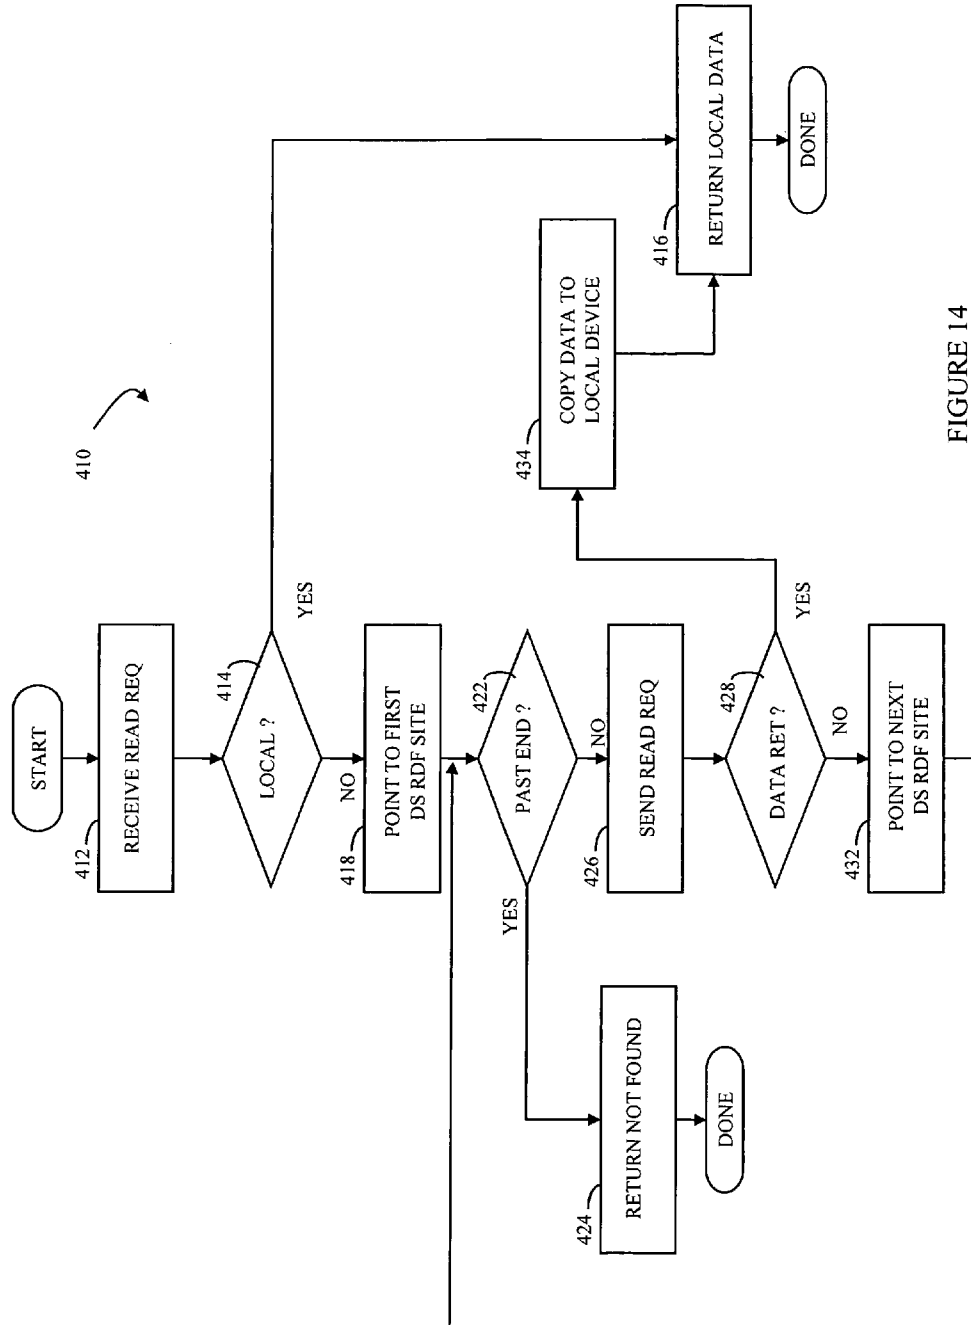 410
START
412
RECEIVE READ REQ
414
LOCAL ?
YES
NO
418
POINT TO FIRST
DS RDF SITE
422
PAST END ?
YES
NO
424
RETURN NOT FOUND
DONE
426
SEND READ REQ
428
DATA RET ?
YES
NO
432
POINT TO NEXT
DS RDF SITE
434
COPY DATA TO
LOCAL DEVICE
416
RETURN LOCAL DATA
DONE
FIGURE 14